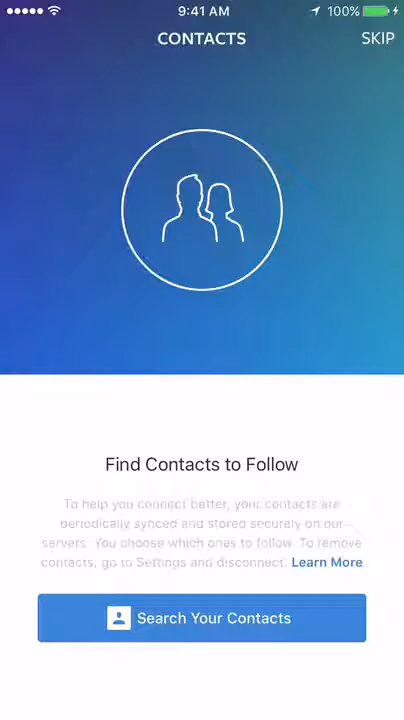 9:41 AM
100%
CONTACTS
SKIP
Find Contacts to Follow
To help you connect better, your contacts are
periodically synced and stored securely on our
servers. You choose which ones to follow. To remove
contacts, go to Settings and disconnect. Learn More
Search Your Contacts